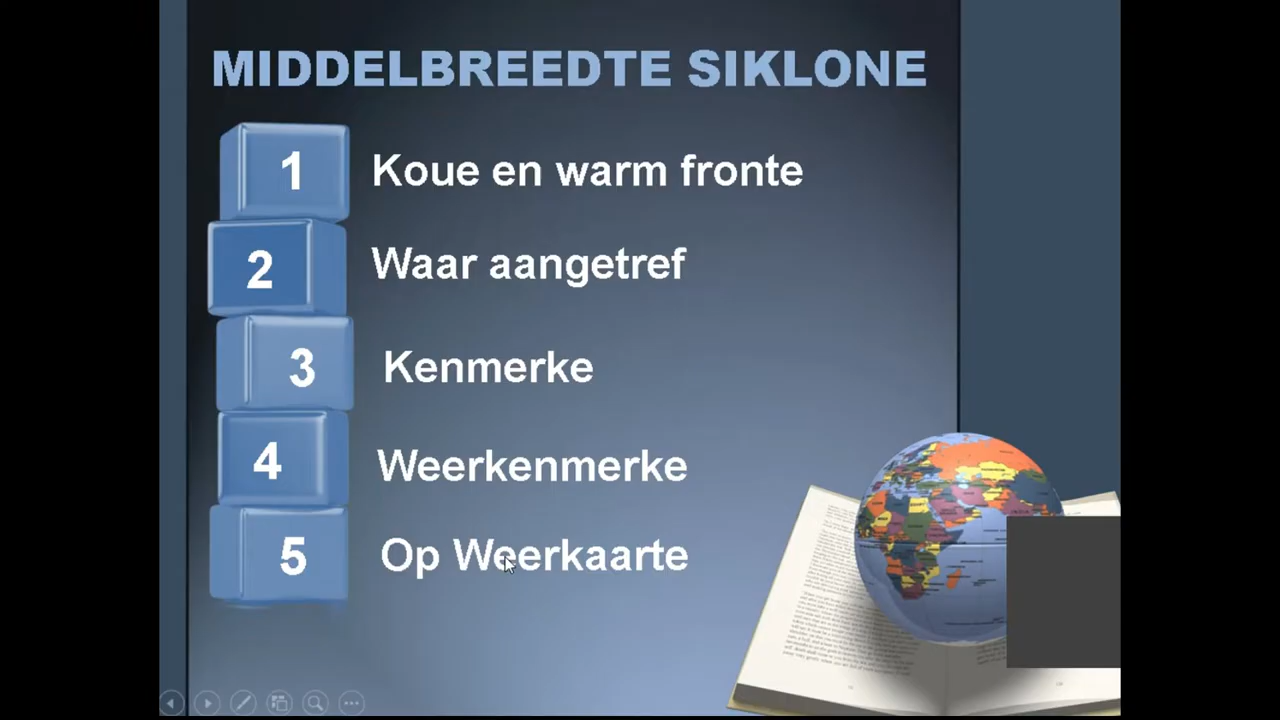 MIDDELBREEDTE SIKLONE
1 Koue en warm fronte
2 Waar aangetref
3 Kenmerke
4 Weerkenmerke
5 Op Weerkaarte